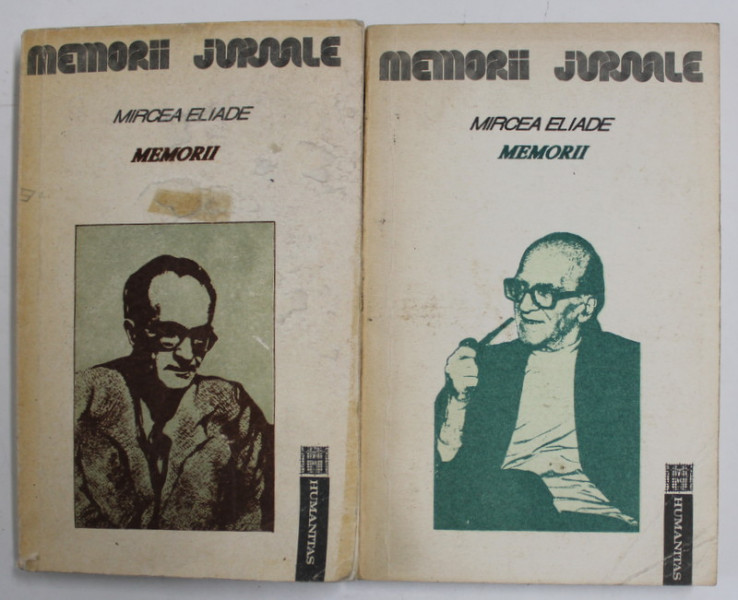 MEMORII JURNALE
MIRCEA ELIADE
MEMORII
HUMANITAS
MEMORII JURNALE
MIRCEA ELIADE
MEMORII
HUMANITAS